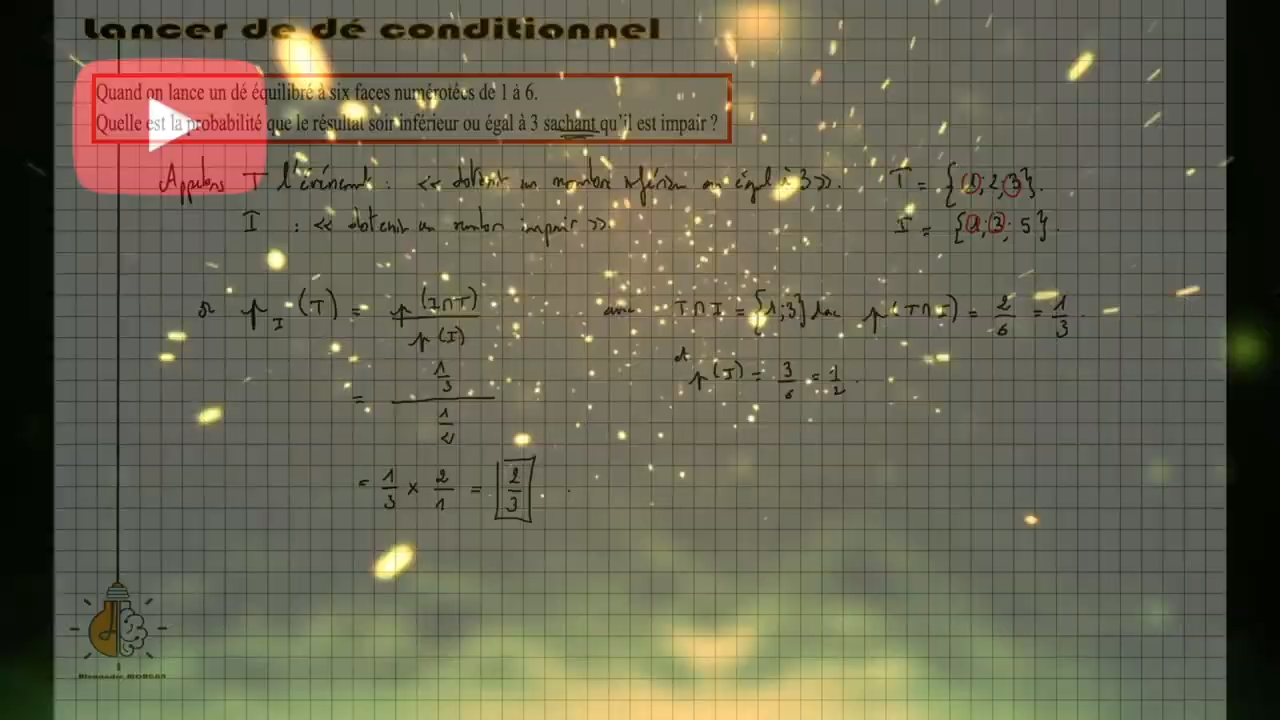 Lancer de dé conditionnel
Quand on lance un dé équilibré à six faces numérotées de 1 à 6.
Quelle est la probabilité que le résultat soir inférieur ou égal à 3 sachant qu'il est impair ?
Appelons T l'événement : « obtenir un nombre inférieur ou égal à 3 ». T = {1; 2; 3}.
I : « obtenir un nombre impair » I = {1; 3; 5}.
or p_I(T) = p(I∩T) / p(I) avec T∩I = {1;3} donc p(T∩I) = 2/6 = 1/3
et p(I) = 3/6 = 1/2.
= (1/3) / (1/2)
= 1/3 × 2/1 = 2/3.